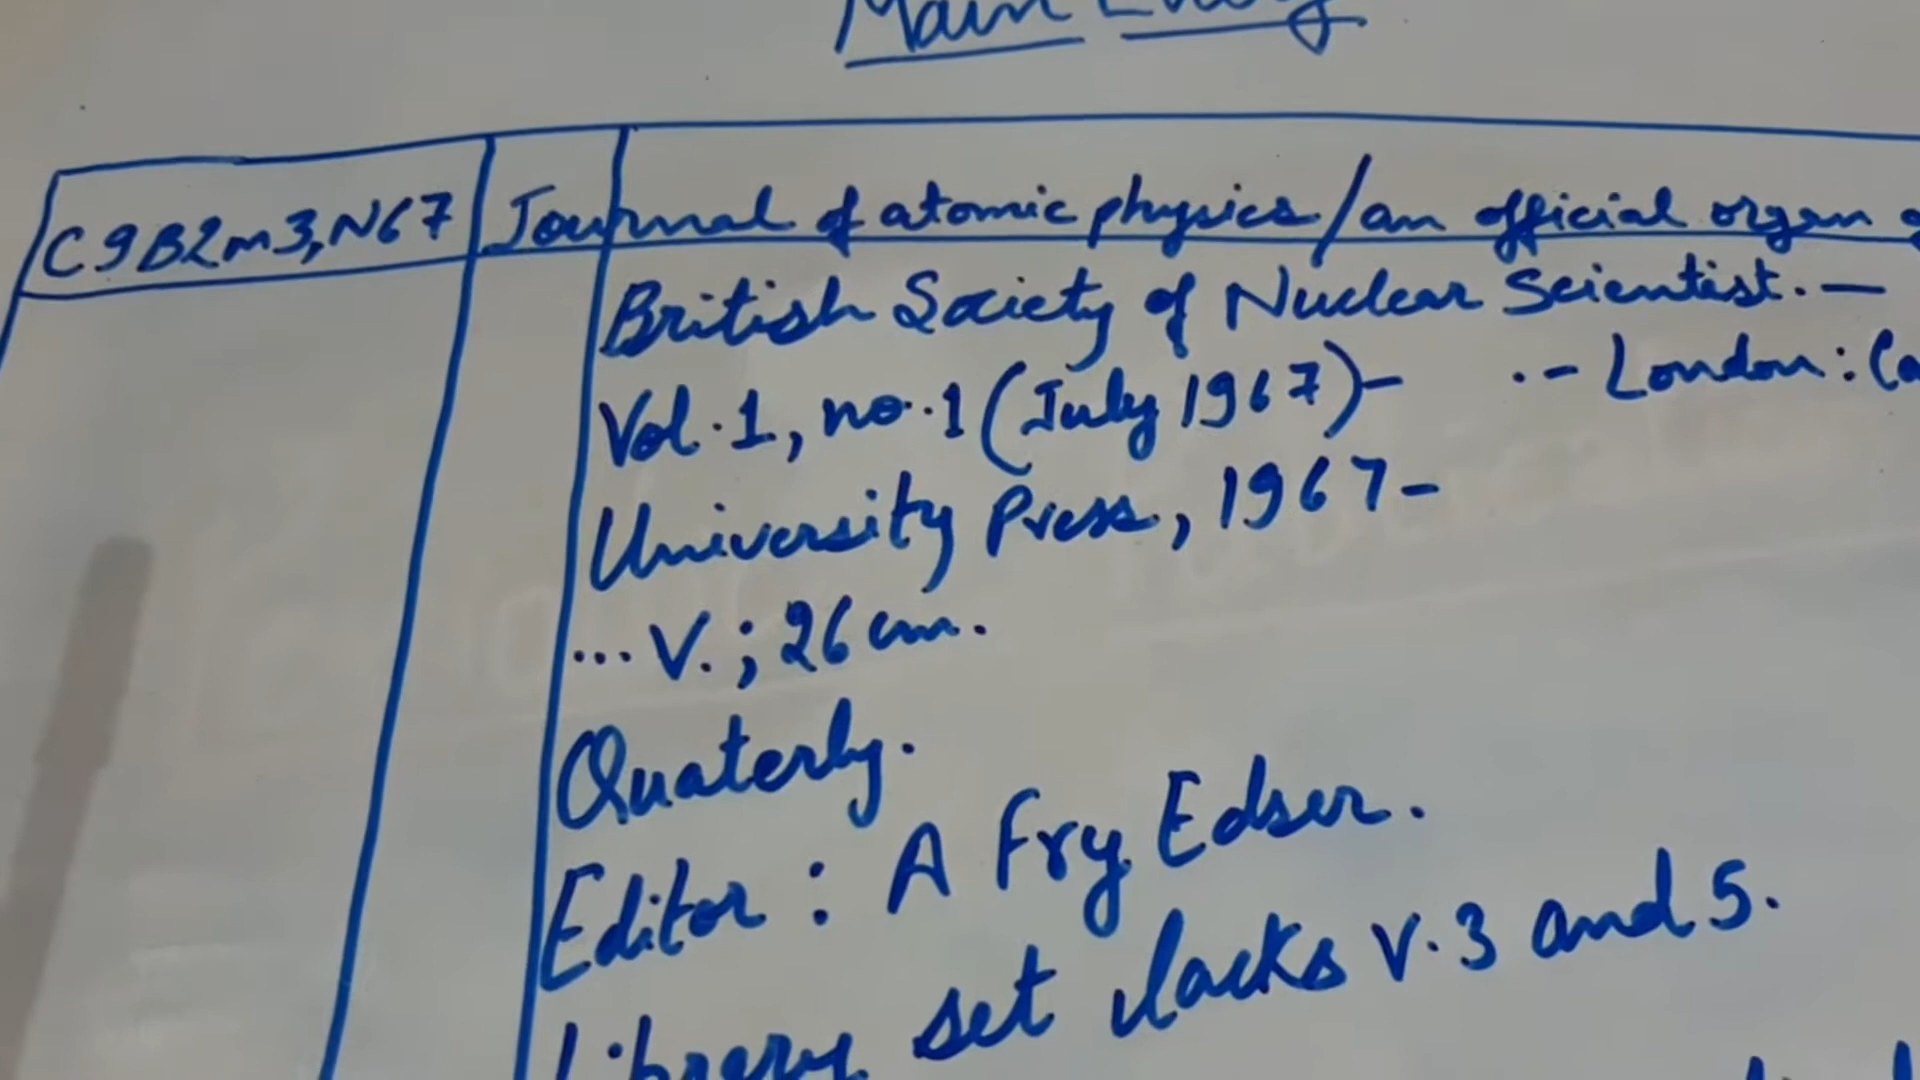 Main Entry
C9B2m3,N67 Journal of atomic physics/an official organ
British Society of Nuclear Scientist. —
Vol. 1, no. 1 (July 1967)- .- London :
University Press, 1967-
... V. ; 26 cm.
Quaterly.
Editor : A Fry Edser.
Library set lacks v. 3 and 5.